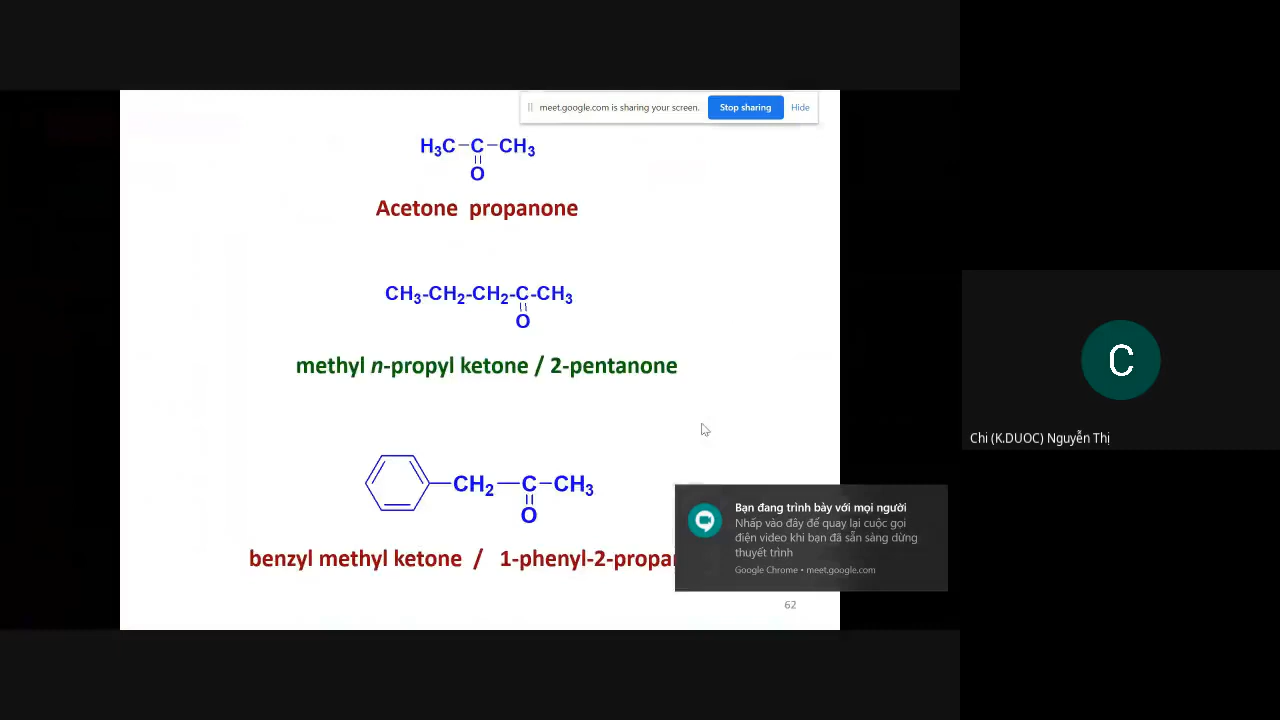 meet.google.com is sharing your screen. Stop sharing Hide
H₃C–C–CH₃
O
Acetone propanone
CH₃-CH₂-CH₂-C-CH₃
O
methyl n-propyl ketone / 2-pentanone
CH₂–C–CH₃
O
benzyl methyl ketone / 1-phenyl-2-propan
62
Bạn đang trình bày với mọi người
Nhấp vào đây để quay lại cuộc gọi
điện video khi bạn đã sẵn sàng dừng
thuyết trình
Google Chrome • meet.google.com
C
Chi (K.DUOC) Nguyễn Thị